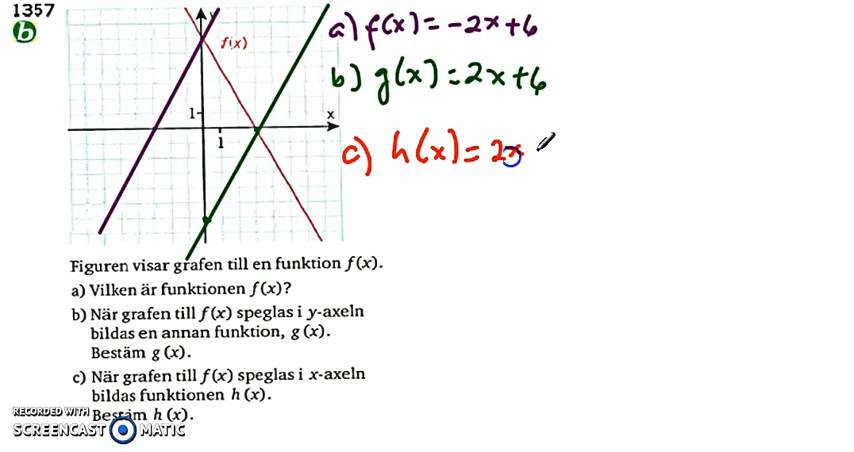 1357
b
y
f(x)
x
1
1
a) f(x) = -2x+6
b) g(x) = 2x+6
c) h(x) = 2x
Figuren visar grafen till en funktion f(x).
a) Vilken är funktionen f(x)?
b) När grafen till f(x) speglas i y-axeln
bildas en annan funktion, g(x).
Bestäm g(x).
c) När grafen till f(x) speglas i x-axeln
bildas funktionen h(x).
Bestäm h(x).
RECORDED WITH
SCREENCAST MATIC